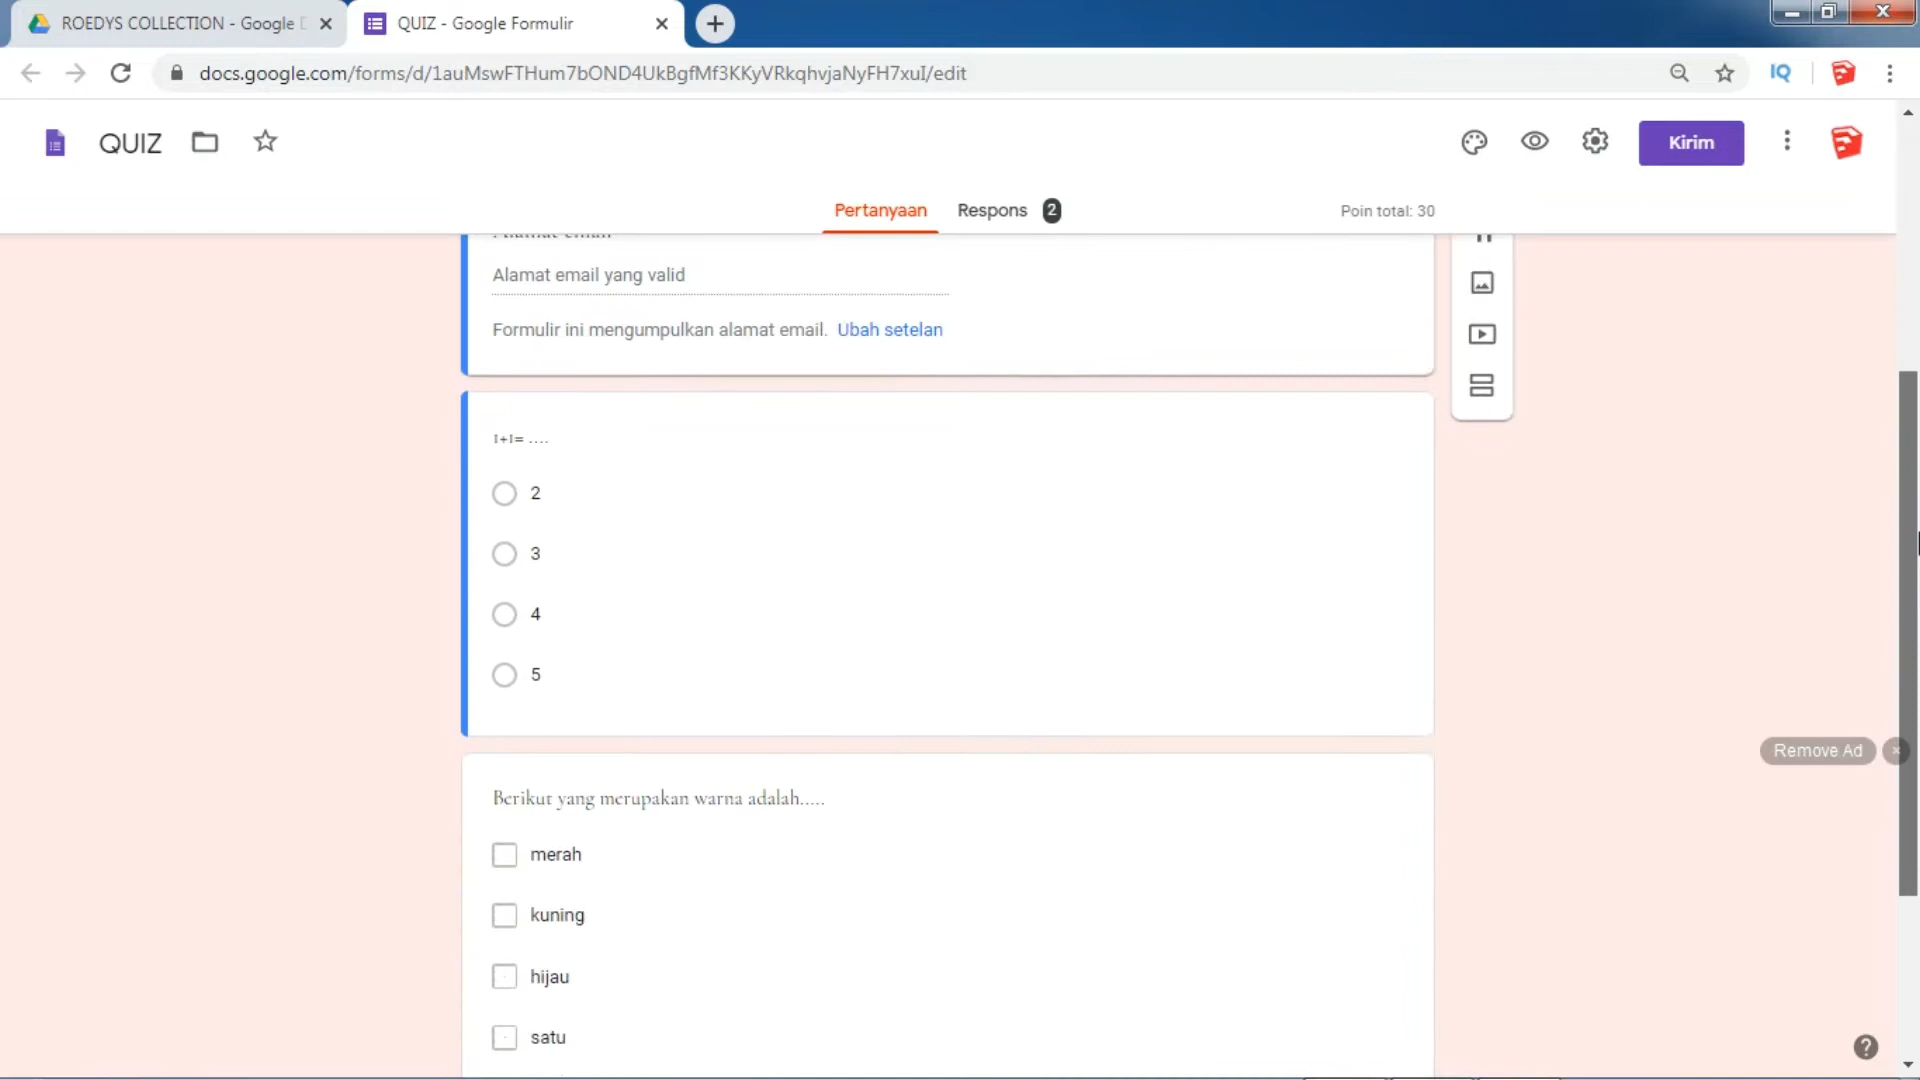 ROEDYS COLLECTION - Google
QUIZ - Google Formulir
docs.google.com/forms/d/1auMswFTHum7bOND4UkBgfMf3KKyVRkqhvjaNyFH7xuI/edit
IQ
QUIZ
Kirim
Pertanyaan
Respons 2
Poin total: 30
Alamat email yang valid
Formulir ini mengumpulkan alamat email. Ubah setelan
1+1= ....
2
3
4
5
Remove Ad
Berikut yang merupakan warna adalah.....
merah
kuning
hijau
satu